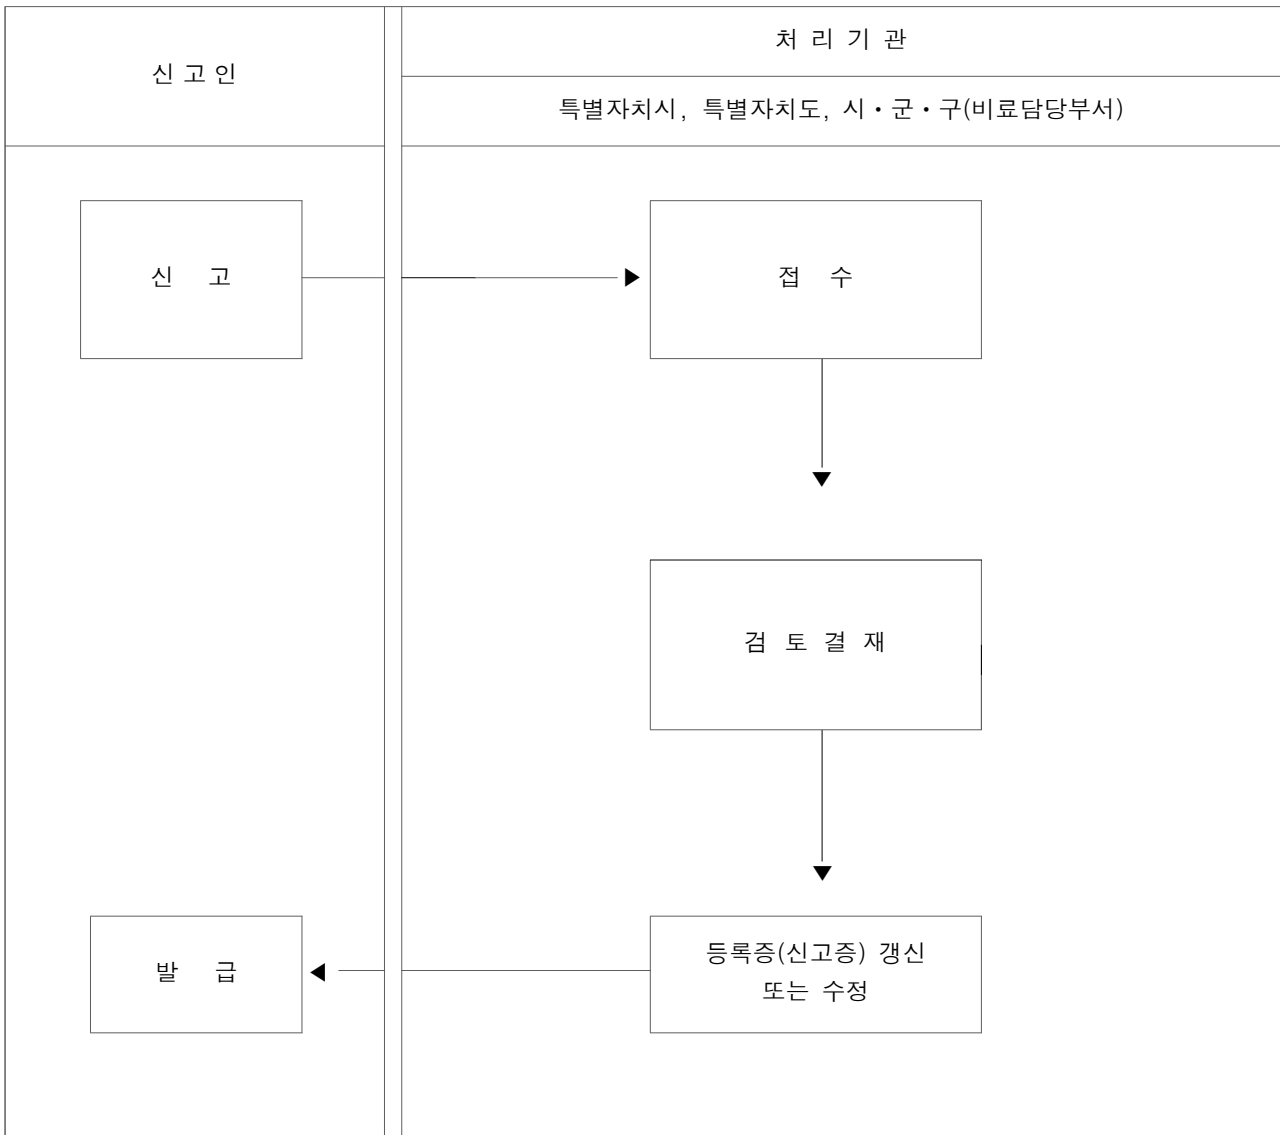 신 고 인
처 리 기 관
특별자치시, 특별자치도, 시・군・구(비료담당부서)
신 고
접 수
검 토 결 재
등록증(신고증) 갱신
또는 수정
발 급